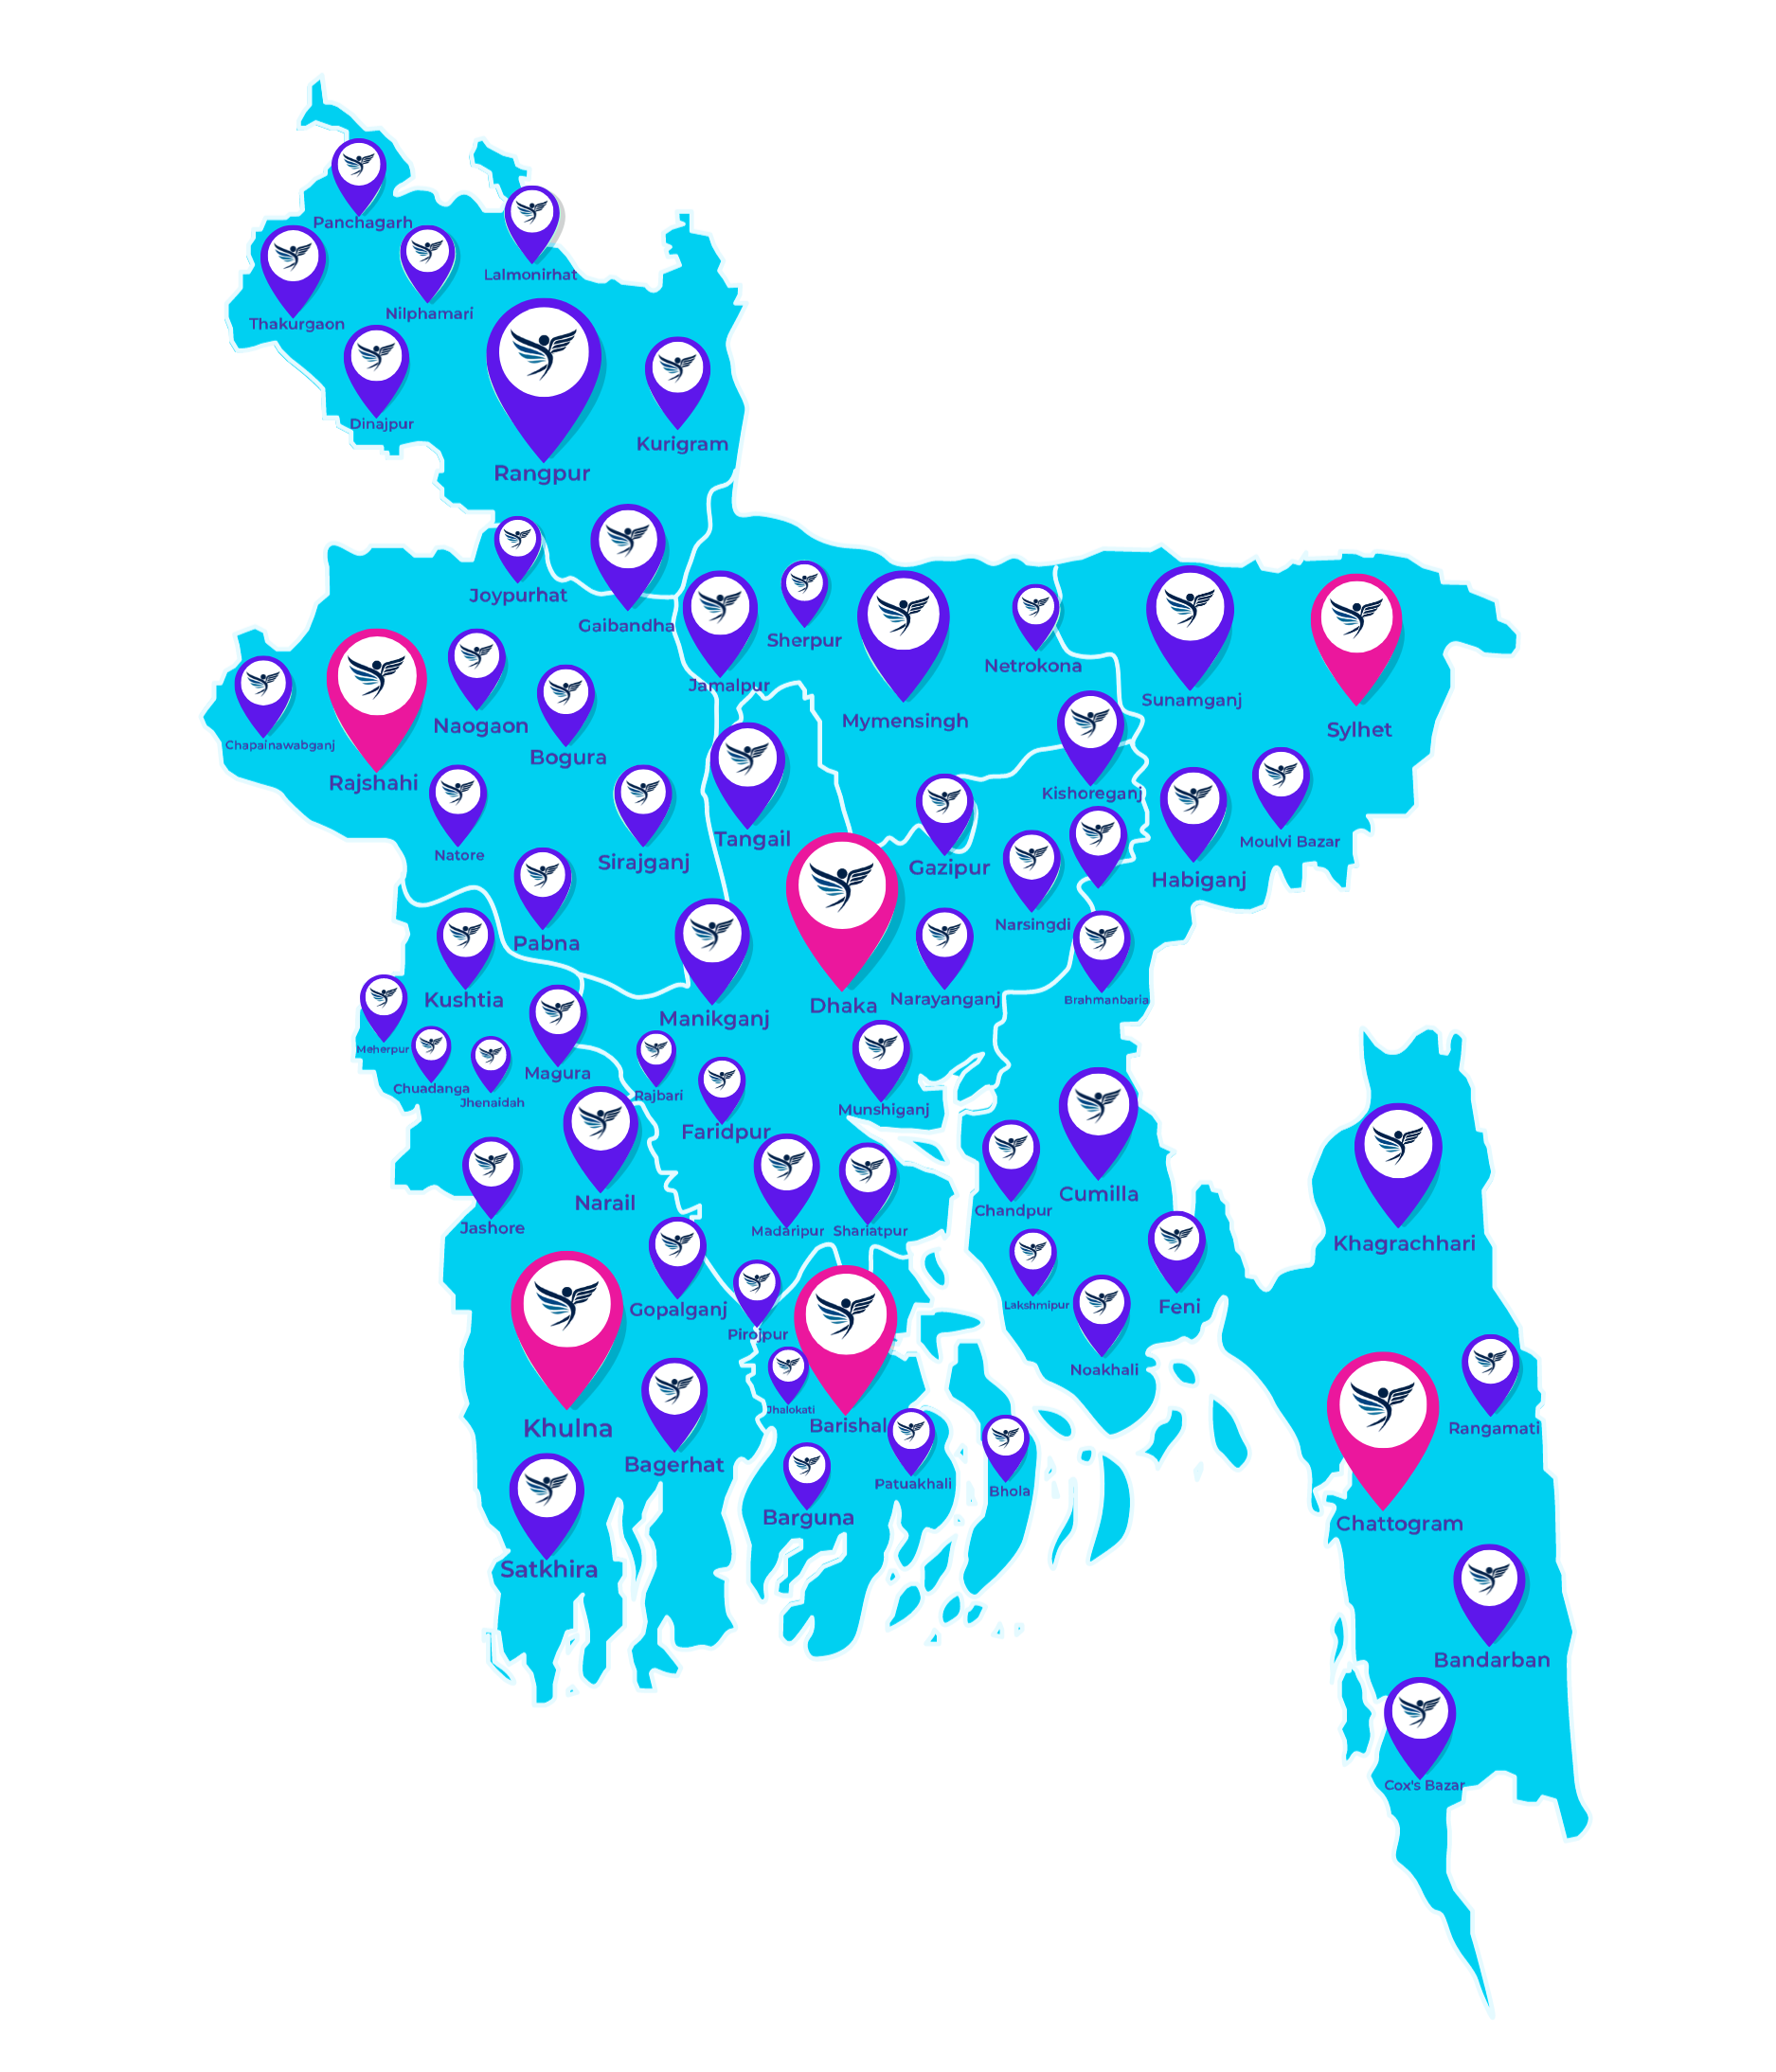 Panchagarh
Lalmonirhat
Nilphamari
Thakurgaon
Dinajpur
Kurigram
Rangpur
Joypurhat
Gaibandha
Sherpur
Netrokona
Jamalpur
Sunamganj
Mymensingh
Naogaon
Sylhet
Chapainawabganj
Bogura
Rajshahi
Kishoreganj
Tangail
Moulvi Bazar
Natore
Sirajganj
Gazipur
Habiganj
Narsingdi
Pabna
Kushtia
Narayanganj
Brahmanbaria
Dhaka
Manikganj
Meherpur
Magura
Chuadanga
Rajbari
Jhenaidah
Munshiganj
Faridpur
Cumilla
Narail
Chandpur
Jashore
Madaripur
Shariatpur
Khagrachhari
Lakshmipur
Feni
Gopalganj
Pirojpur
Noakhali
Jhalokati
Barishal
Khulna
Rangamati
Bagerhat
Patuakhali
Bhola
Barguna
Chattogram
Satkhira
Bandarban
Cox's Bazar